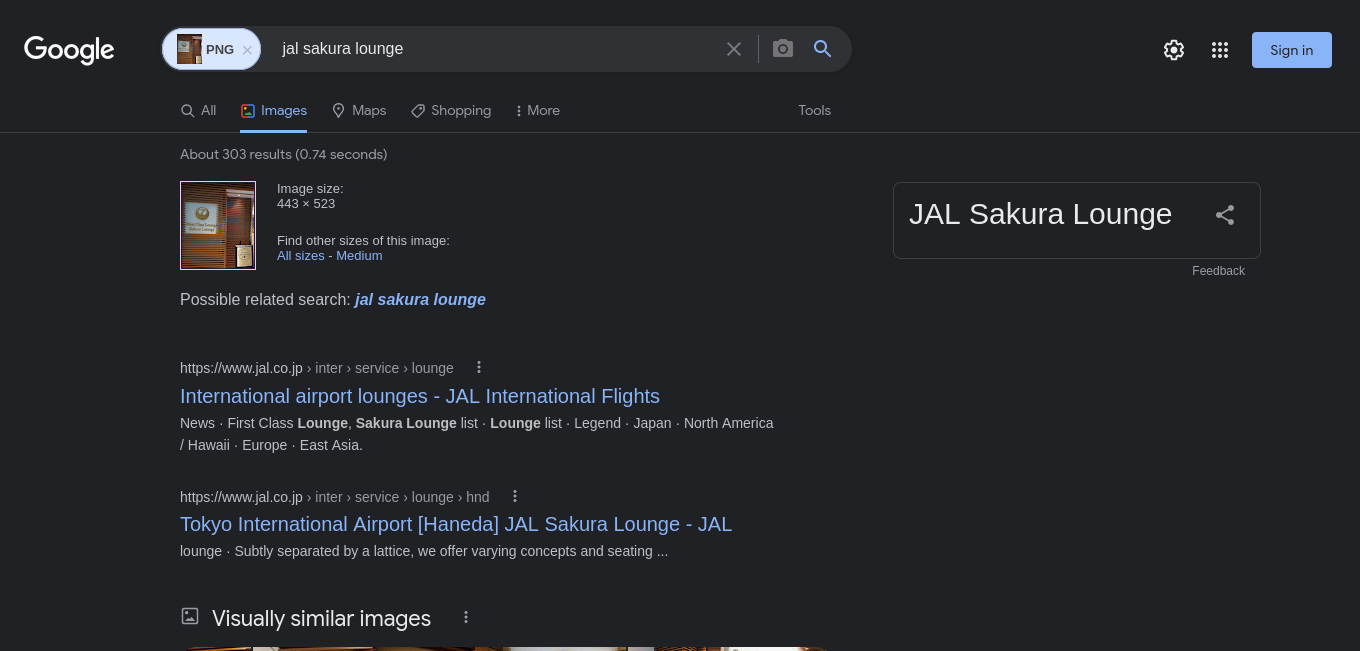 Google
PNG
jal sakura lounge
Sign in
All
Images
Maps
Shopping
More
Tools
About 303 results (0.74 seconds)
Image size:
443 × 523
Find other sizes of this image:
All sizes - Medium
JAL Sakura Lounge
Feedback
Possible related search: jal sakura lounge
https://www.jal.co.jp › inter › service › lounge
International airport lounges - JAL International Flights
News · First Class Lounge, Sakura Lounge list · Lounge list · Legend · Japan · North America
/ Hawaii · Europe · East Asia.
https://www.jal.co.jp › inter › service › lounge › hnd
Tokyo International Airport [Haneda] JAL Sakura Lounge - JAL
lounge · Subtly separated by a lattice, we offer varying concepts and seating ...
Visually similar images